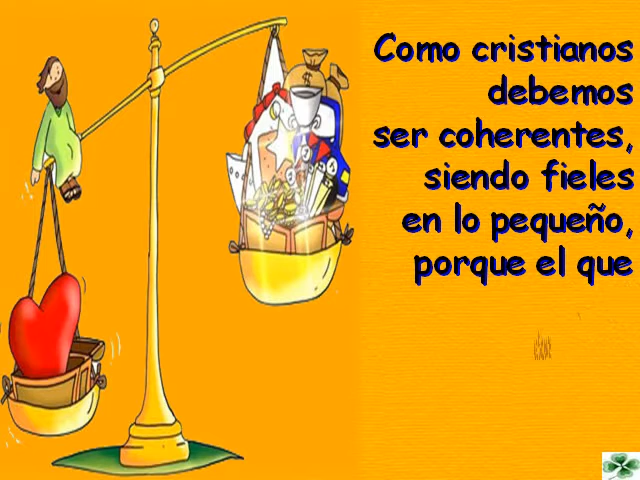 Como cristianos
debemos
ser coherentes,
siendo fieles
en lo pequeño,
porque el que